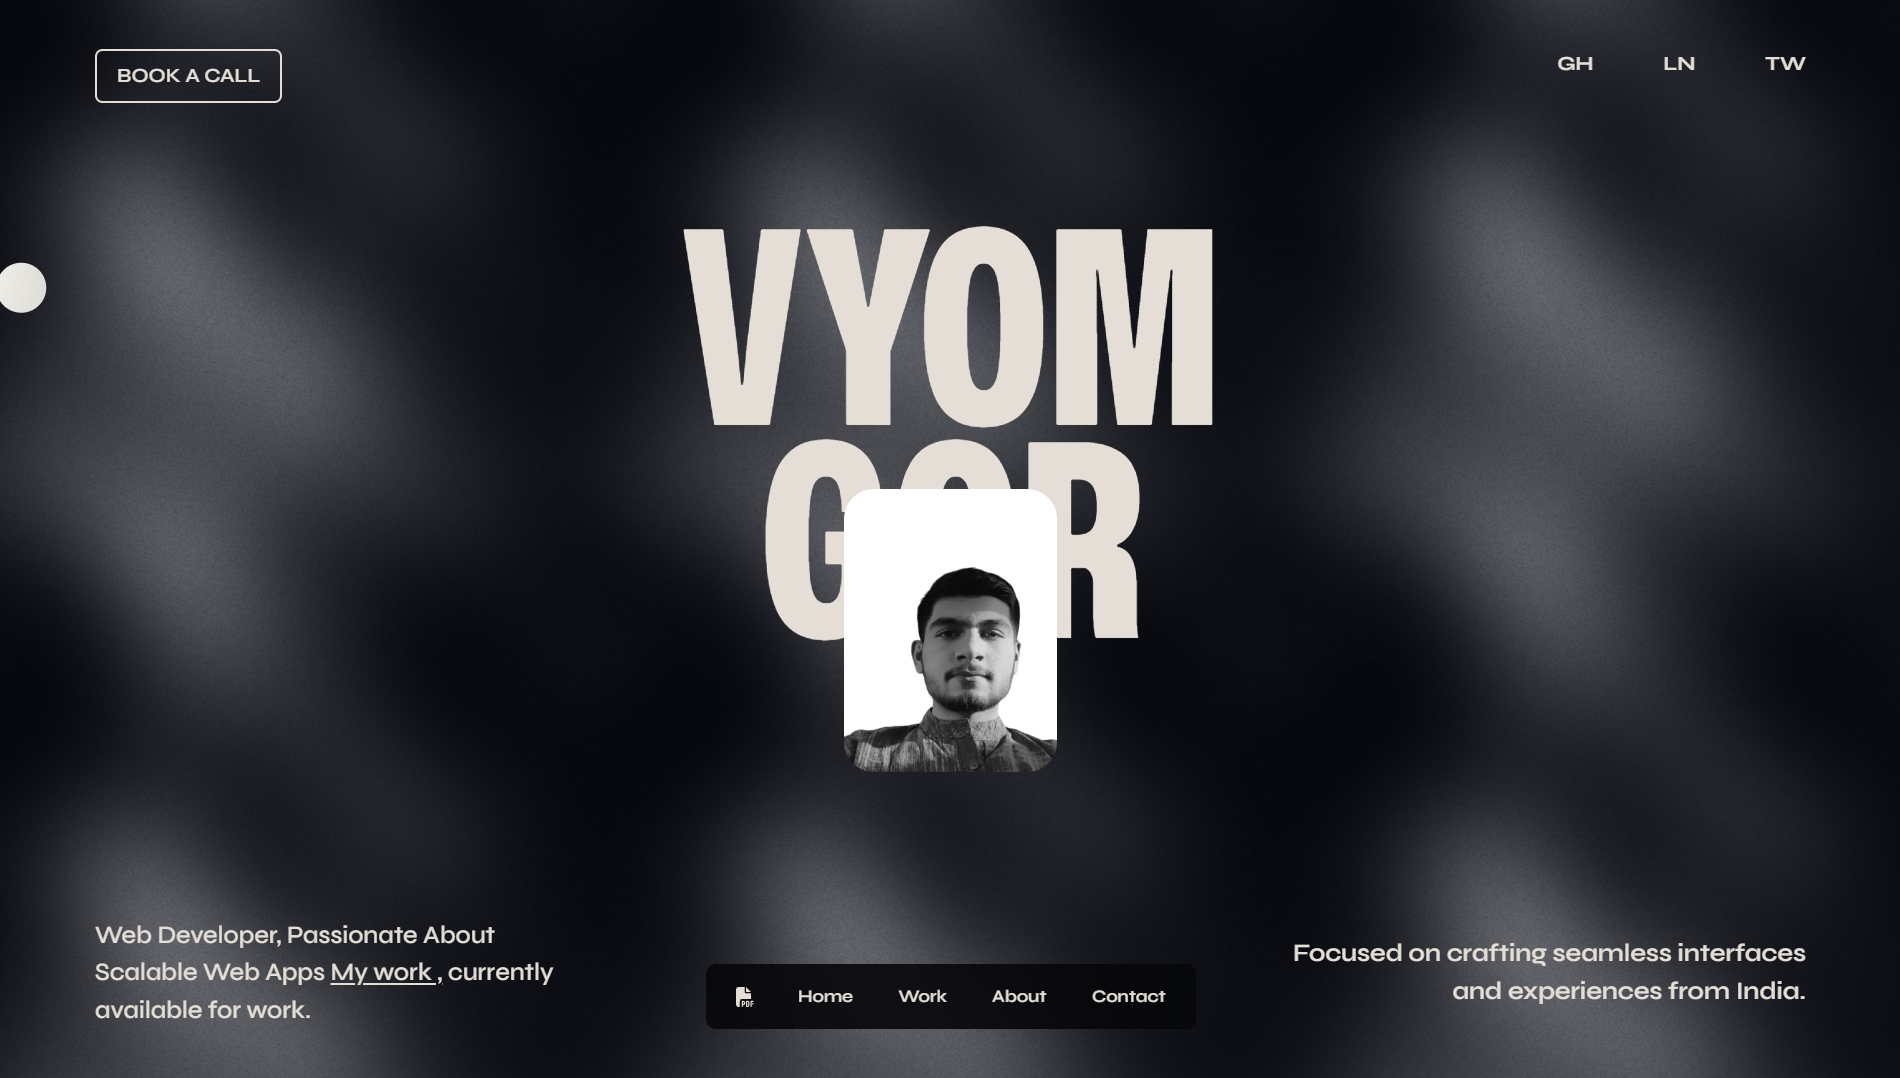 BOOK A CALL
GH LN TW
VYOM
GOR
Web Developer, Passionate About
Scalable Web Apps My work , currently
available for work.
PDF Home Work About Contact
Focused on crafting seamless interfaces
and experiences from India.